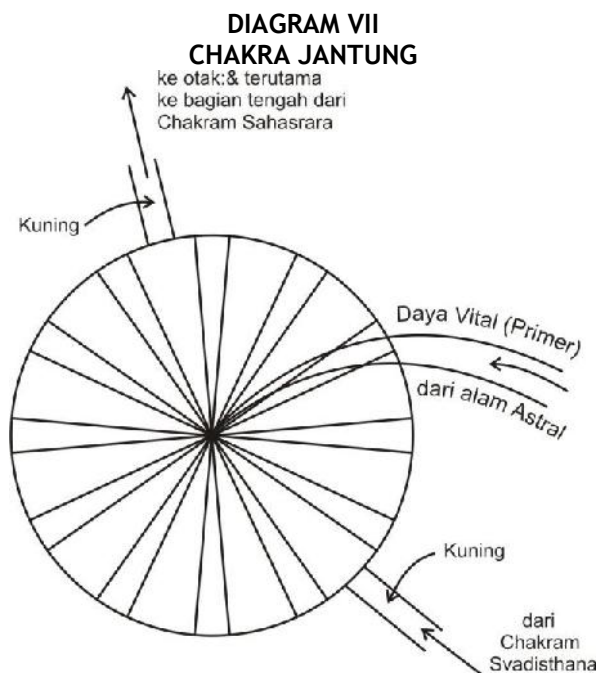 DIAGRAM VII
CHAKRA JANTUNG
ke otak:& terutama
ke bagian tengah dari
Chakram Sahasrara
Kuning
Daya Vital (Primer)
dari alam Astral
Kuning
dari
Chakram
Svadisthana